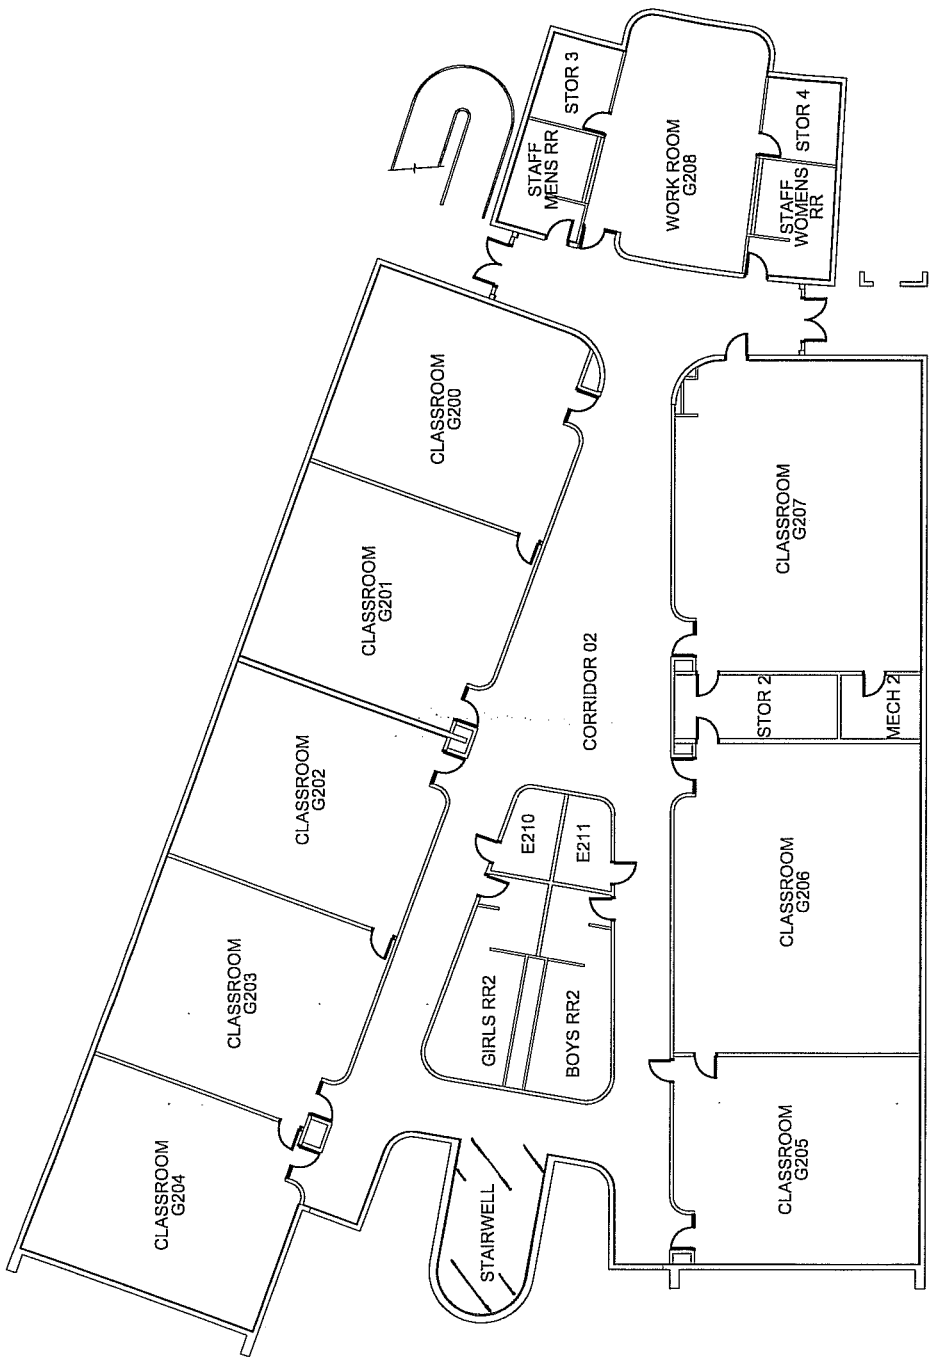 STOR 3
STAFF
MENS RR
WORK ROOM
G208
STOR 4
STAFF
WOMENS
RR
CLASSROOM
G200
CLASSROOM
G201
CLASSROOM
G202
CLASSROOM
G203
CLASSROOM
G204
CORRIDOR 02
E210
E211
GIRLS RR2
BOYS RR2
STAIRWELL
CLASSROOM
G207
STOR 2
MECH 2
CLASSROOM
G206
CLASSROOM
G205